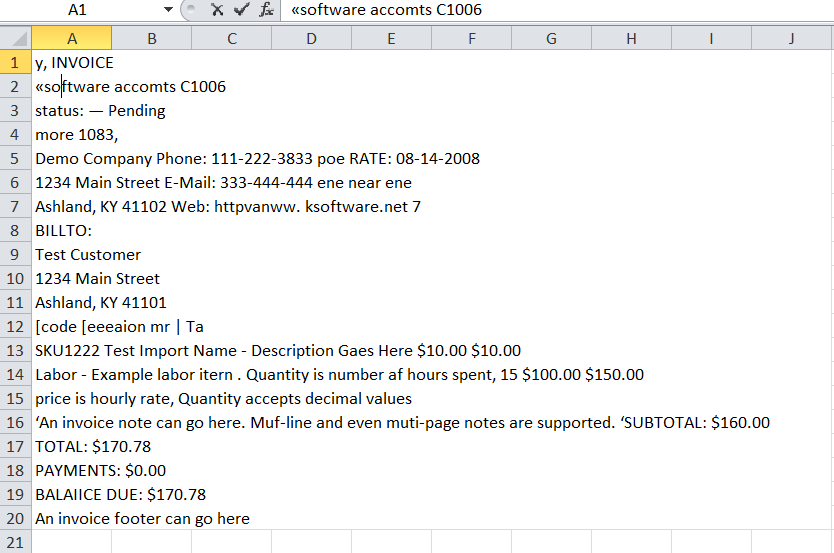 A1 «software accomts C1006
A B C D E F G H I J
1 y, INVOICE
2 «software accomts C1006
3 status: — Pending
4 more 1083,
5 Demo Company Phone: 111-222-3833 poe RATE: 08-14-2008
6 1234 Main Street E-Mail: 333-444-444 ene near ene
7 Ashland, KY 41102 Web: httpvanww. ksoftware.net 7
8 BILLTO:
9 Test Customer
10 1234 Main Street
11 Ashland, KY 41101
12 [code [eeeaion mr | Ta
13 SKU1222 Test Import Name - Description Gaes Here $10.00 $10.00
14 Labor - Example labor itern . Quantity is number af hours spent, 15 $100.00 $150.00
15 price is hourly rate, Quantity accepts decimal values
16 ‘An invoice note can go here. Muf-line and even muti-page notes are supported. ‘SUBTOTAL: $160.00
17 TOTAL: $170.78
18 PAYMENTS: $0.00
19 BALAIICE DUE: $170.78
20 An invoice footer can go here
21